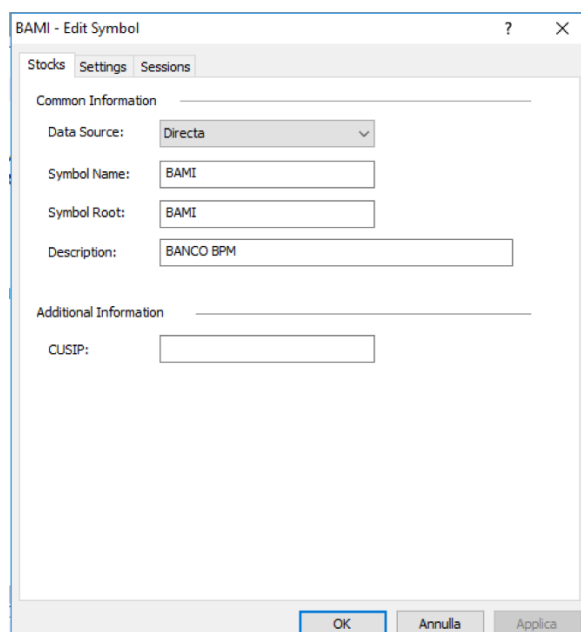 BAMI - Edit Symbol ?
Stocks Settings Sessions
Common Information
Data Source: Directa
Symbol Name: BAMI
Symbol Root: BAMI
Description: BANCO BPM
Additional Information
CUSIP:
OK Annulla Applica